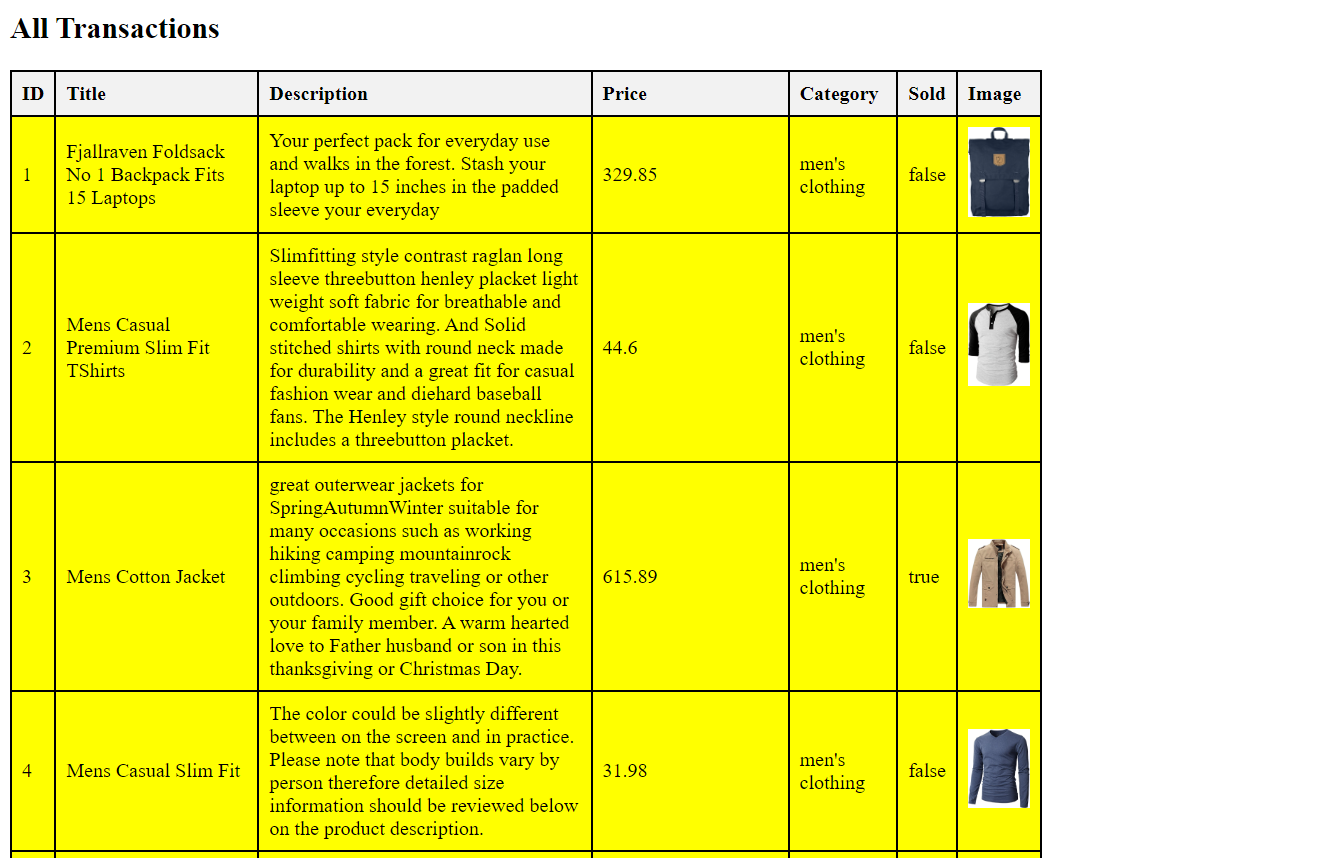 All Transactions
ID Title Description Price Category Sold Image
1
Fjallraven Foldsack
No 1 Backpack Fits
15 Laptops
Your perfect pack for everyday use
and walks in the forest. Stash your
laptop up to 15 inches in the padded
sleeve your everyday
329.85
men's
clothing
false
2
Mens Casual
Premium Slim Fit
TShirts
Slimfitting style contrast raglan long
sleeve threebutton henley placket light
weight soft fabric for breathable and
comfortable wearing. And Solid
stitched shirts with round neck made
for durability and a great fit for casual
fashion wear and diehard baseball
fans. The Henley style round neckline
includes a threebutton placket.
44.6
men's
clothing
false
3
Mens Cotton Jacket
great outerwear jackets for
SpringAutumnWinter suitable for
many occasions such as working
hiking camping mountainrock
climbing cycling traveling or other
outdoors. Good gift choice for you or
your family member. A warm hearted
love to Father husband or son in this
thanksgiving or Christmas Day.
615.89
men's
clothing
true
4
Mens Casual Slim Fit
The color could be slightly different
between on the screen and in practice.
Please note that body builds vary by
person therefore detailed size
information should be reviewed below
on the product description.
31.98
men's
clothing
false